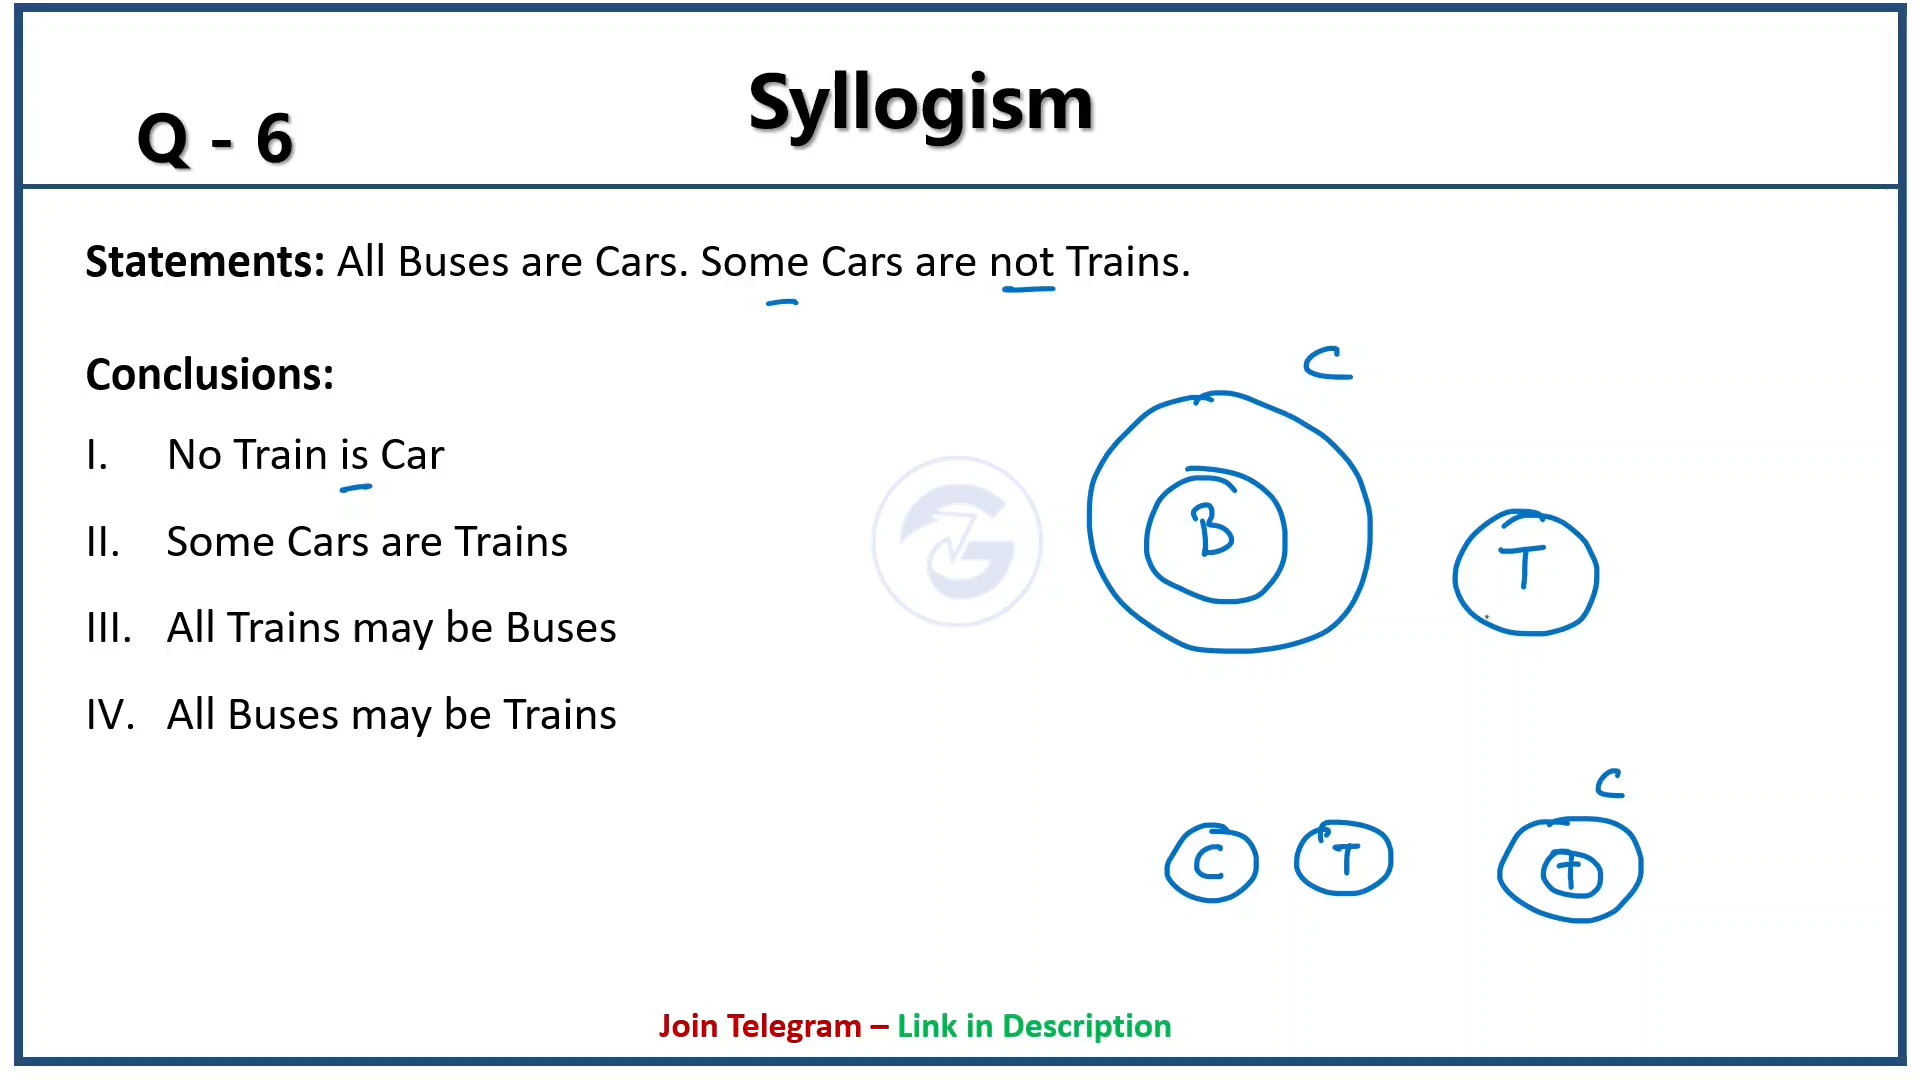 Syllogism
Q - 6
Statements: All Buses are Cars. Some Cars are not Trains.
Conclusions:
I. No Train is Car
II. Some Cars are Trains
III. All Trains may be Buses
IV. All Buses may be Trains
C
B
T
C
C
T
T
Join Telegram – Link in Description